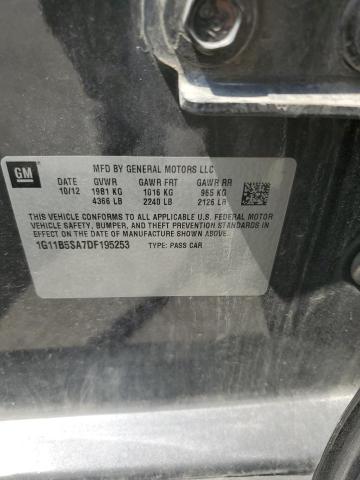 GM
MFD BY GENERAL MOTORS LLC
DATE GVWR GAWR FRT GAWR RR
10/12 1981 KG 1016 KG 965 KG
4366 LB 2240 LB 2126 LB
THIS VEHICLE CONFORMS TO ALL APPLICABLE U.S. FEDERAL MOTOR
VEHICLE SAFETY, BUMPER, AND THEFT PREVENTION STANDARDS
IN EFFECT ON THE DATE OF MANUFACTURE SHOWN ABOVE.
1G11B5SA7DF195253 TYPE: PASS CAR